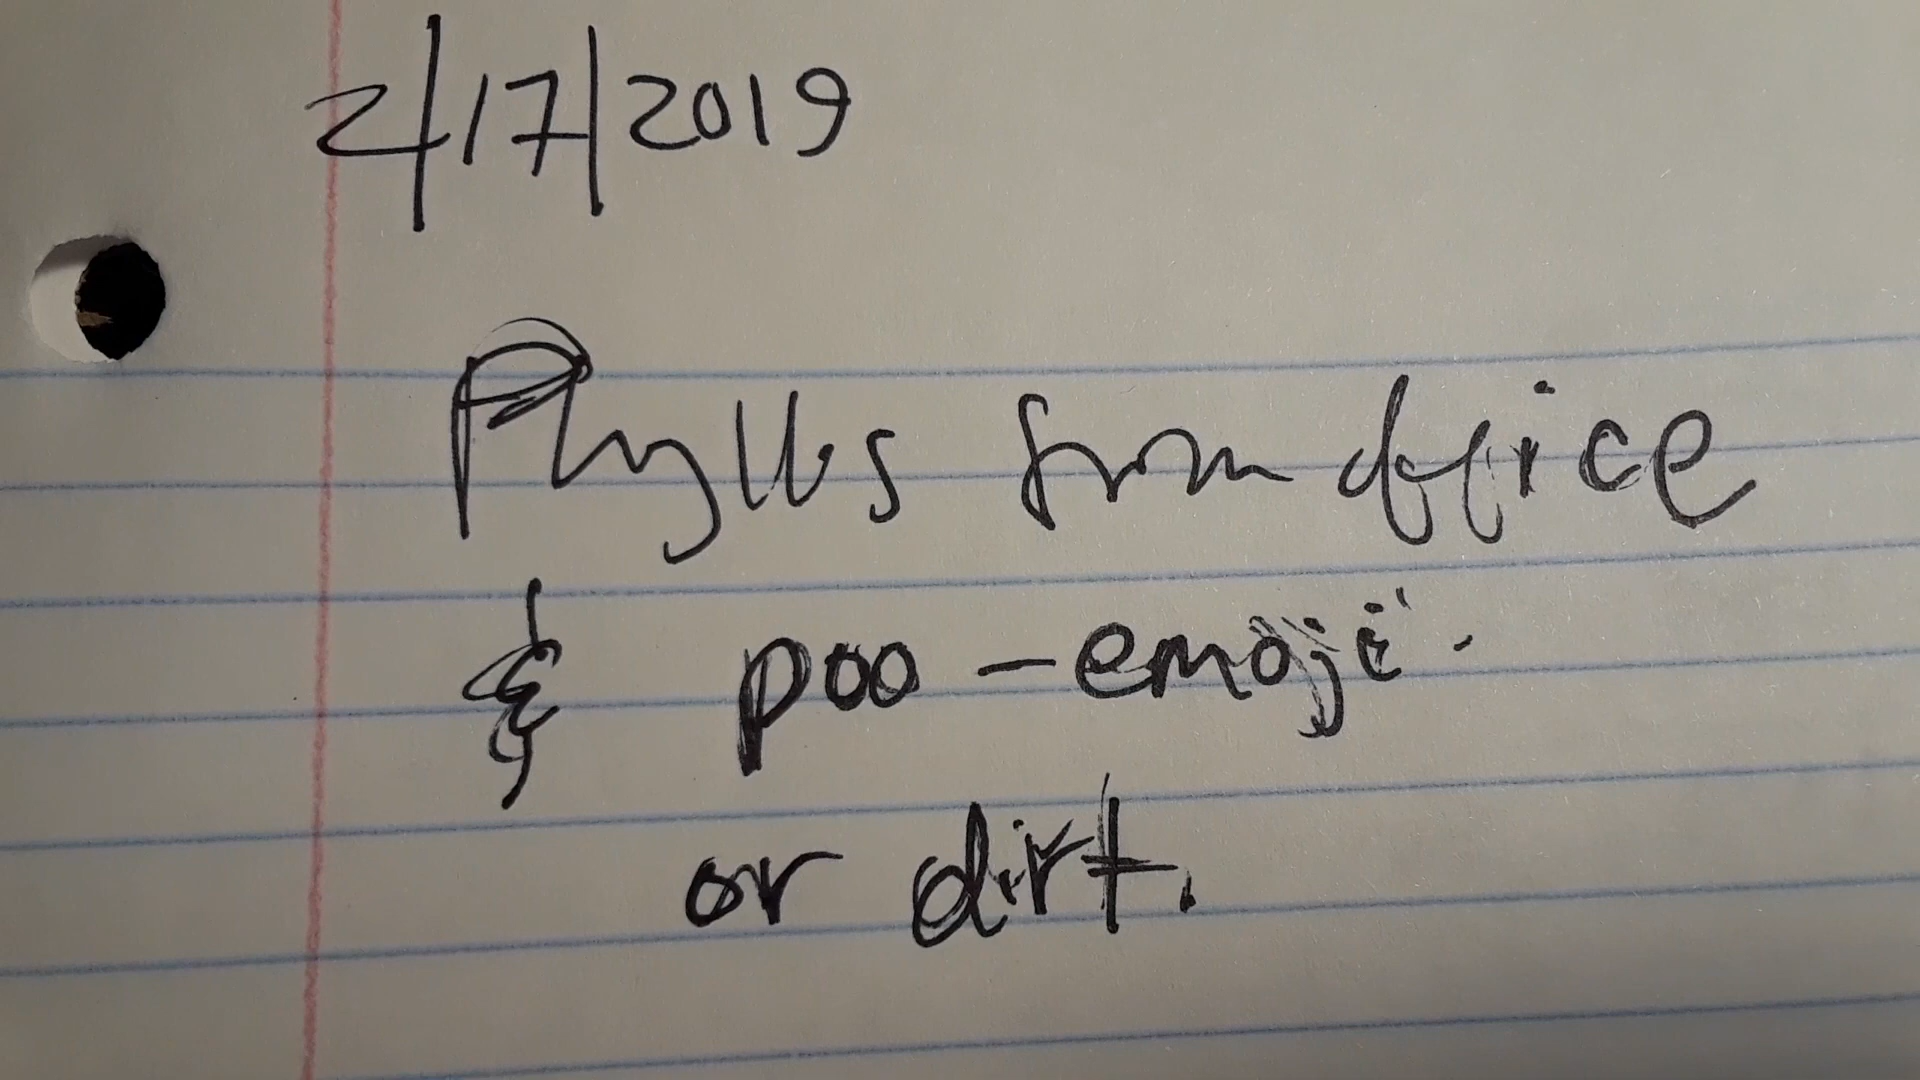 2/17/2019
Phyllis from office
& poo-emoji.
or dirt.